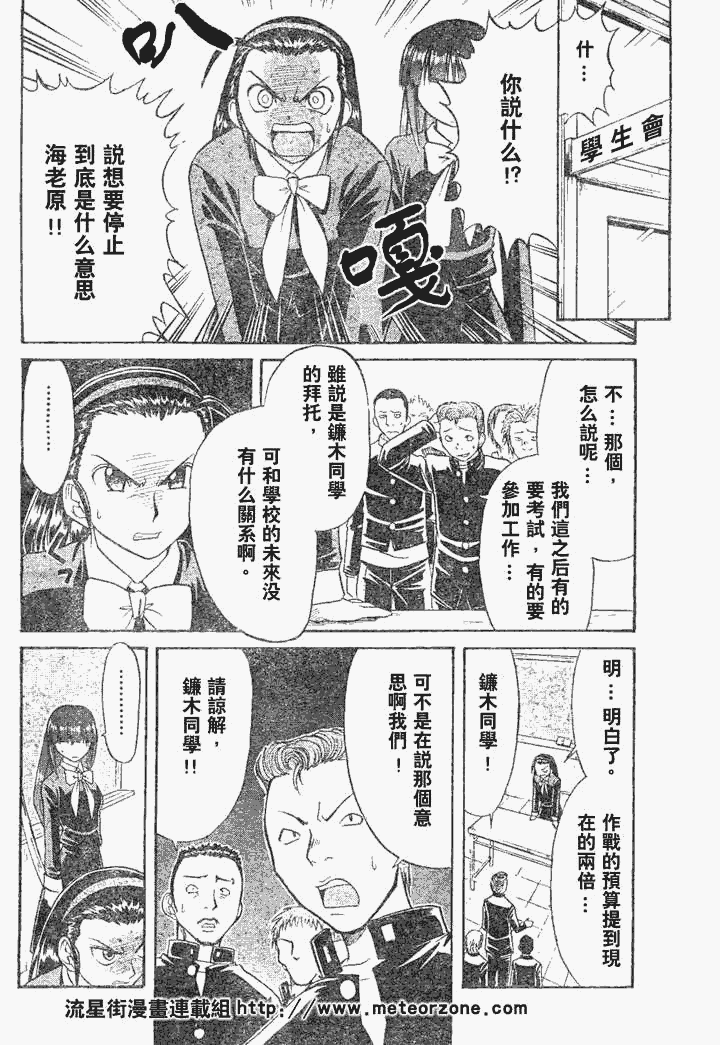 學生會
什…
你説什么!?
叭
嘎
説想要停止
到底是什么意思
海老原!!
不…那個,
怎么說呢…
我們這之后有的
要考試,有的要
參加工作…
雖説是鐮木同學
的拜托,
可和學校的未來没
有什么關系啊。
………
明…明白了。
作戰的預算提到現
在的兩倍…
鐮木同學!
可不是在説那個意
思啊我們!
請諒解,
鐮木同學!!
………
流星街漫畫連載組 http://www.meteorzone.com